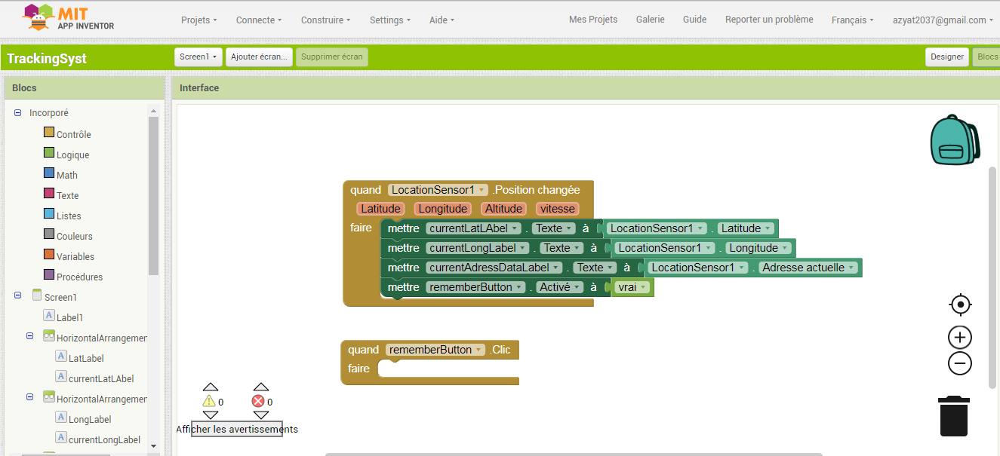 MIT
APP INVENTOR
Projets Connecte Construire Settings Aide Mes Projets Galerie Guide Reporter un problème Français azyat2037@gmail.com
TrackingSyst Screen1 Ajouter écran... Supprimer écran Designer Blocs
Blocs Interface
Incorporé
Contrôle
Logique
Math
Texte
Listes
Couleurs
Variables
Procédures
Screen1
Label1
HorizontalArrangemen
LatLabel
currentLatLAbel
HorizontalArrangemen
LongLabel
currentLongLabel
quand LocationSensor1 .Position changée
Latitude Longitude Altitude vitesse
faire mettre currentLatLAbel . Texte à LocationSensor1 . Latitude
mettre currentLongLabel . Texte à LocationSensor1 . Longitude
mettre currentAdressDataLabel . Texte à LocationSensor1 . Adresse actuelle
mettre rememberButton . Activé à vrai
quand rememberButton .Clic
faire
0 0
Afficher les avertissements